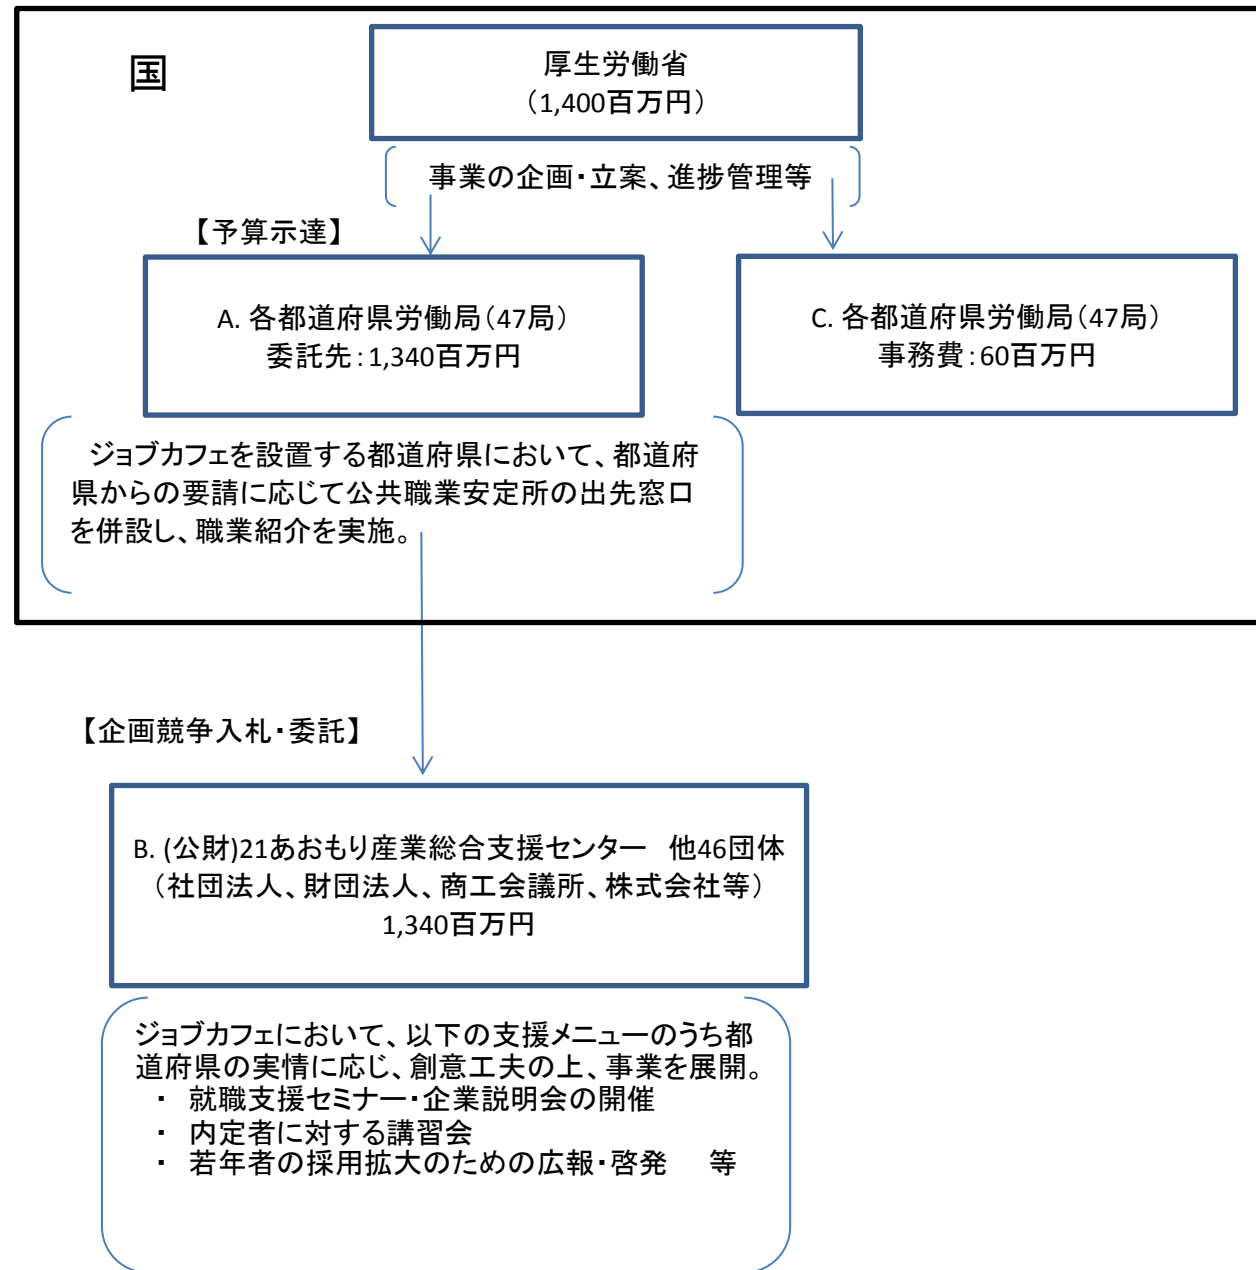 国
厚生労働省
（1,400百万円）
事業の企画・立案、進捗管理等
【予算示達】
A. 各都道府県労働局（47局）
委託先：1,340百万円
C. 各都道府県労働局（47局）
事務費：60百万円
ジョブカフェを設置する都道府県において、都道府
県からの要請に応じて公共職業安定所の出先窓口
を併設し、職業紹介を実施。
【企画競争入札・委託】
B. (公財)21あおもり産業総合支援センター　他46団体
（社団法人、財団法人、商工会議所、株式会社等）
1,340百万円
ジョブカフェにおいて、以下の支援メニューのうち都
道府県の実情に応じ、創意工夫の上、事業を展開。
・ 就職支援セミナー・企業説明会の開催
・ 内定者に対する講習会
・ 若年者の採用拡大のための広報・啓発　等